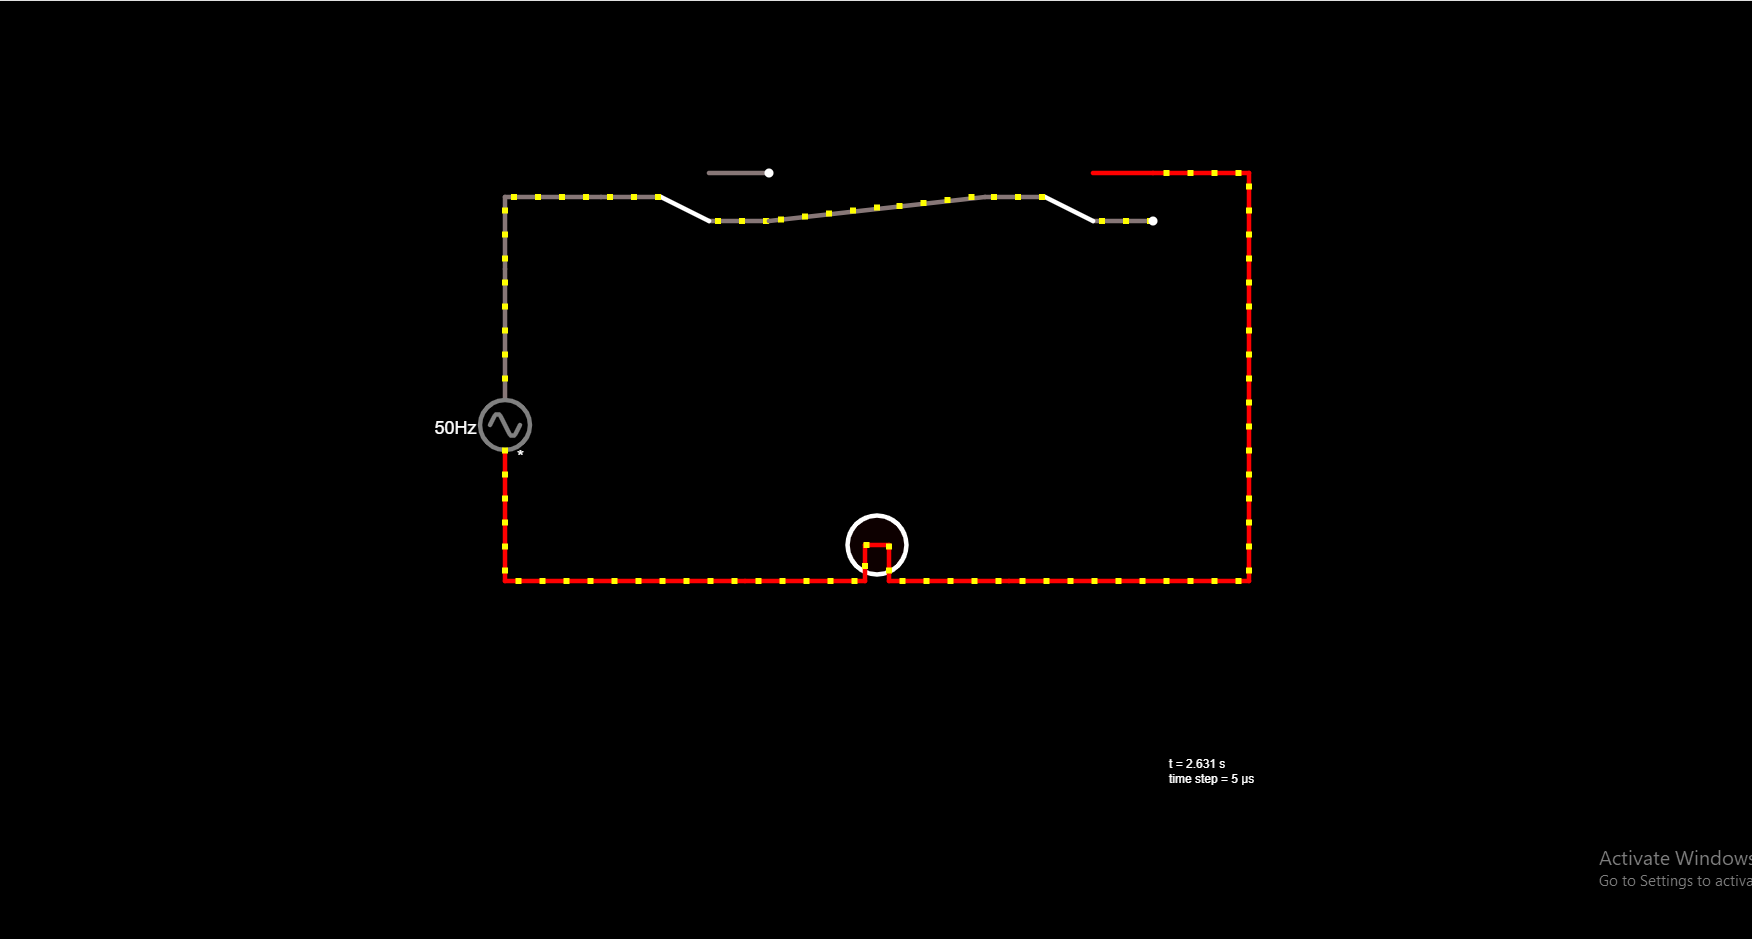 50Hz
*
t = 2.631 s
time step = 5 µs
Activate Windows
Go to Settings to activa